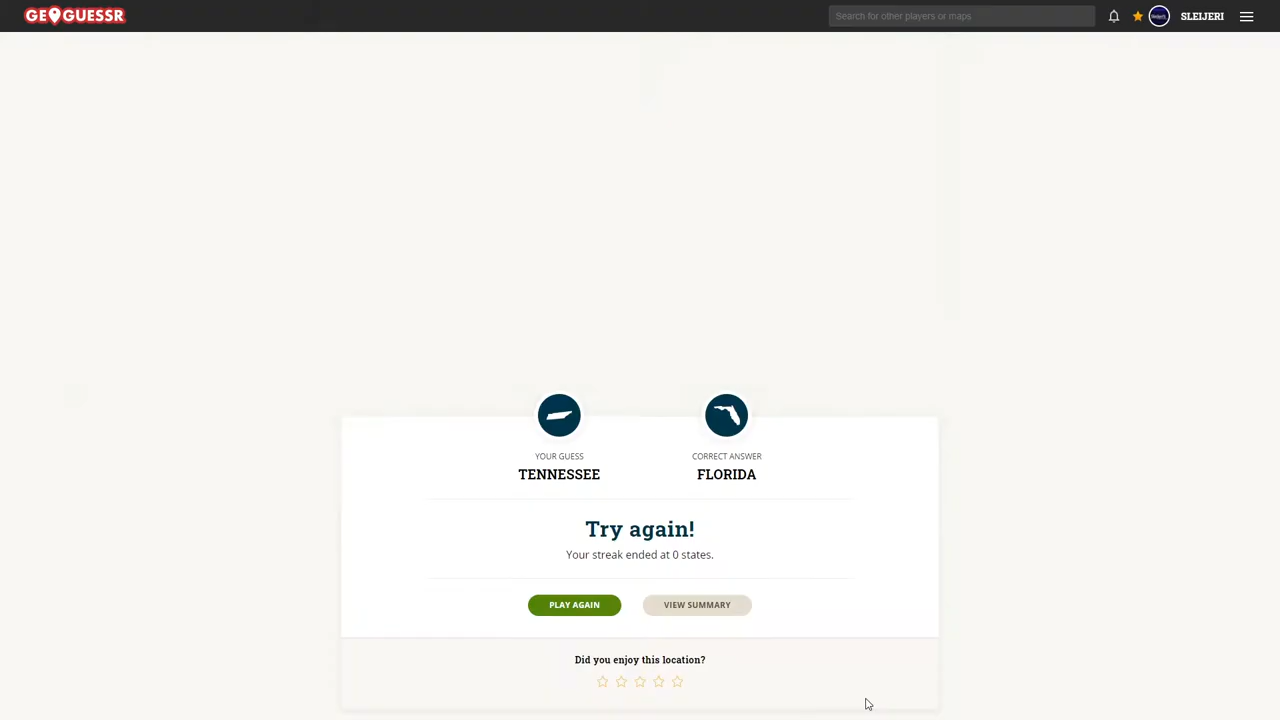 GEOGUESSR
Search for other players or maps
SLEIJERI
YOUR GUESS
TENNESSEE
CORRECT ANSWER
FLORIDA
Try again!
Your streak ended at 0 states.
PLAY AGAIN
VIEW SUMMARY
Did you enjoy this location?